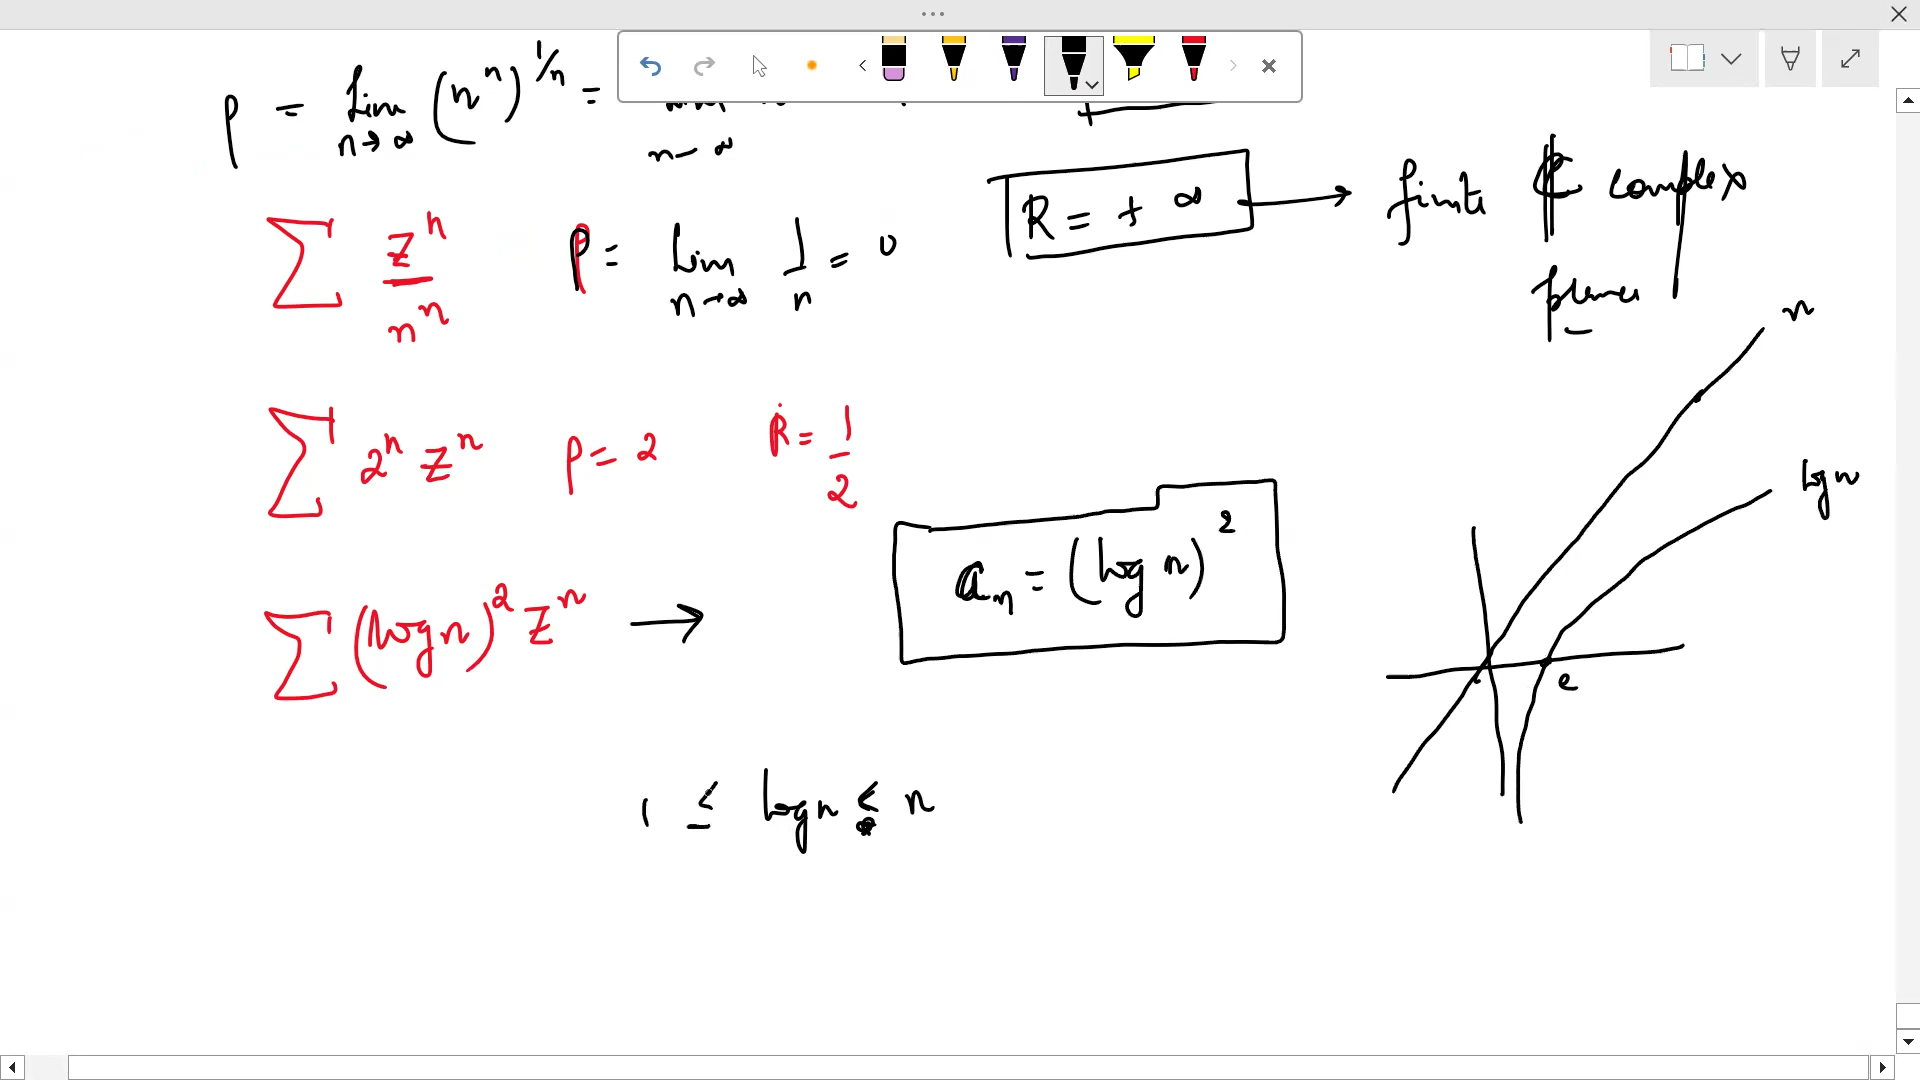 ρ = Lim n→∞ (n^n)^1/n =
n→∞
Σ z^n / n^n ρ = Lim n→∞ 1/n = 0
R = +∞ → finite ₵ complex
plane
n
Σ 2^n z^n ρ = 2 R = 1/2
log n
a_n = (log n)^2
Σ (log n)^2 z^n →
e
1 ≤ log n ≤ n